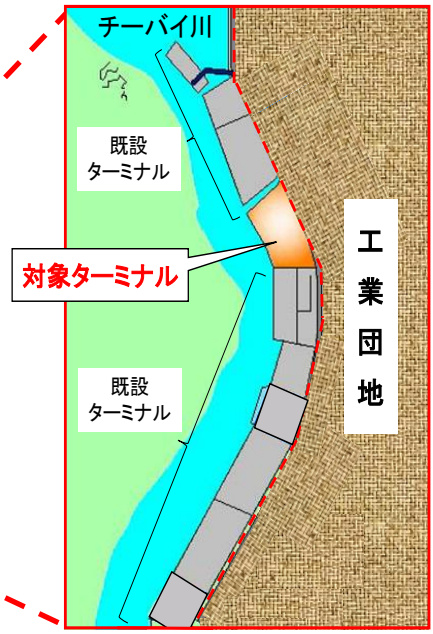 チーバイ川
既設
ターミナル
対象ターミナル
工業団地
既設
ターミナル